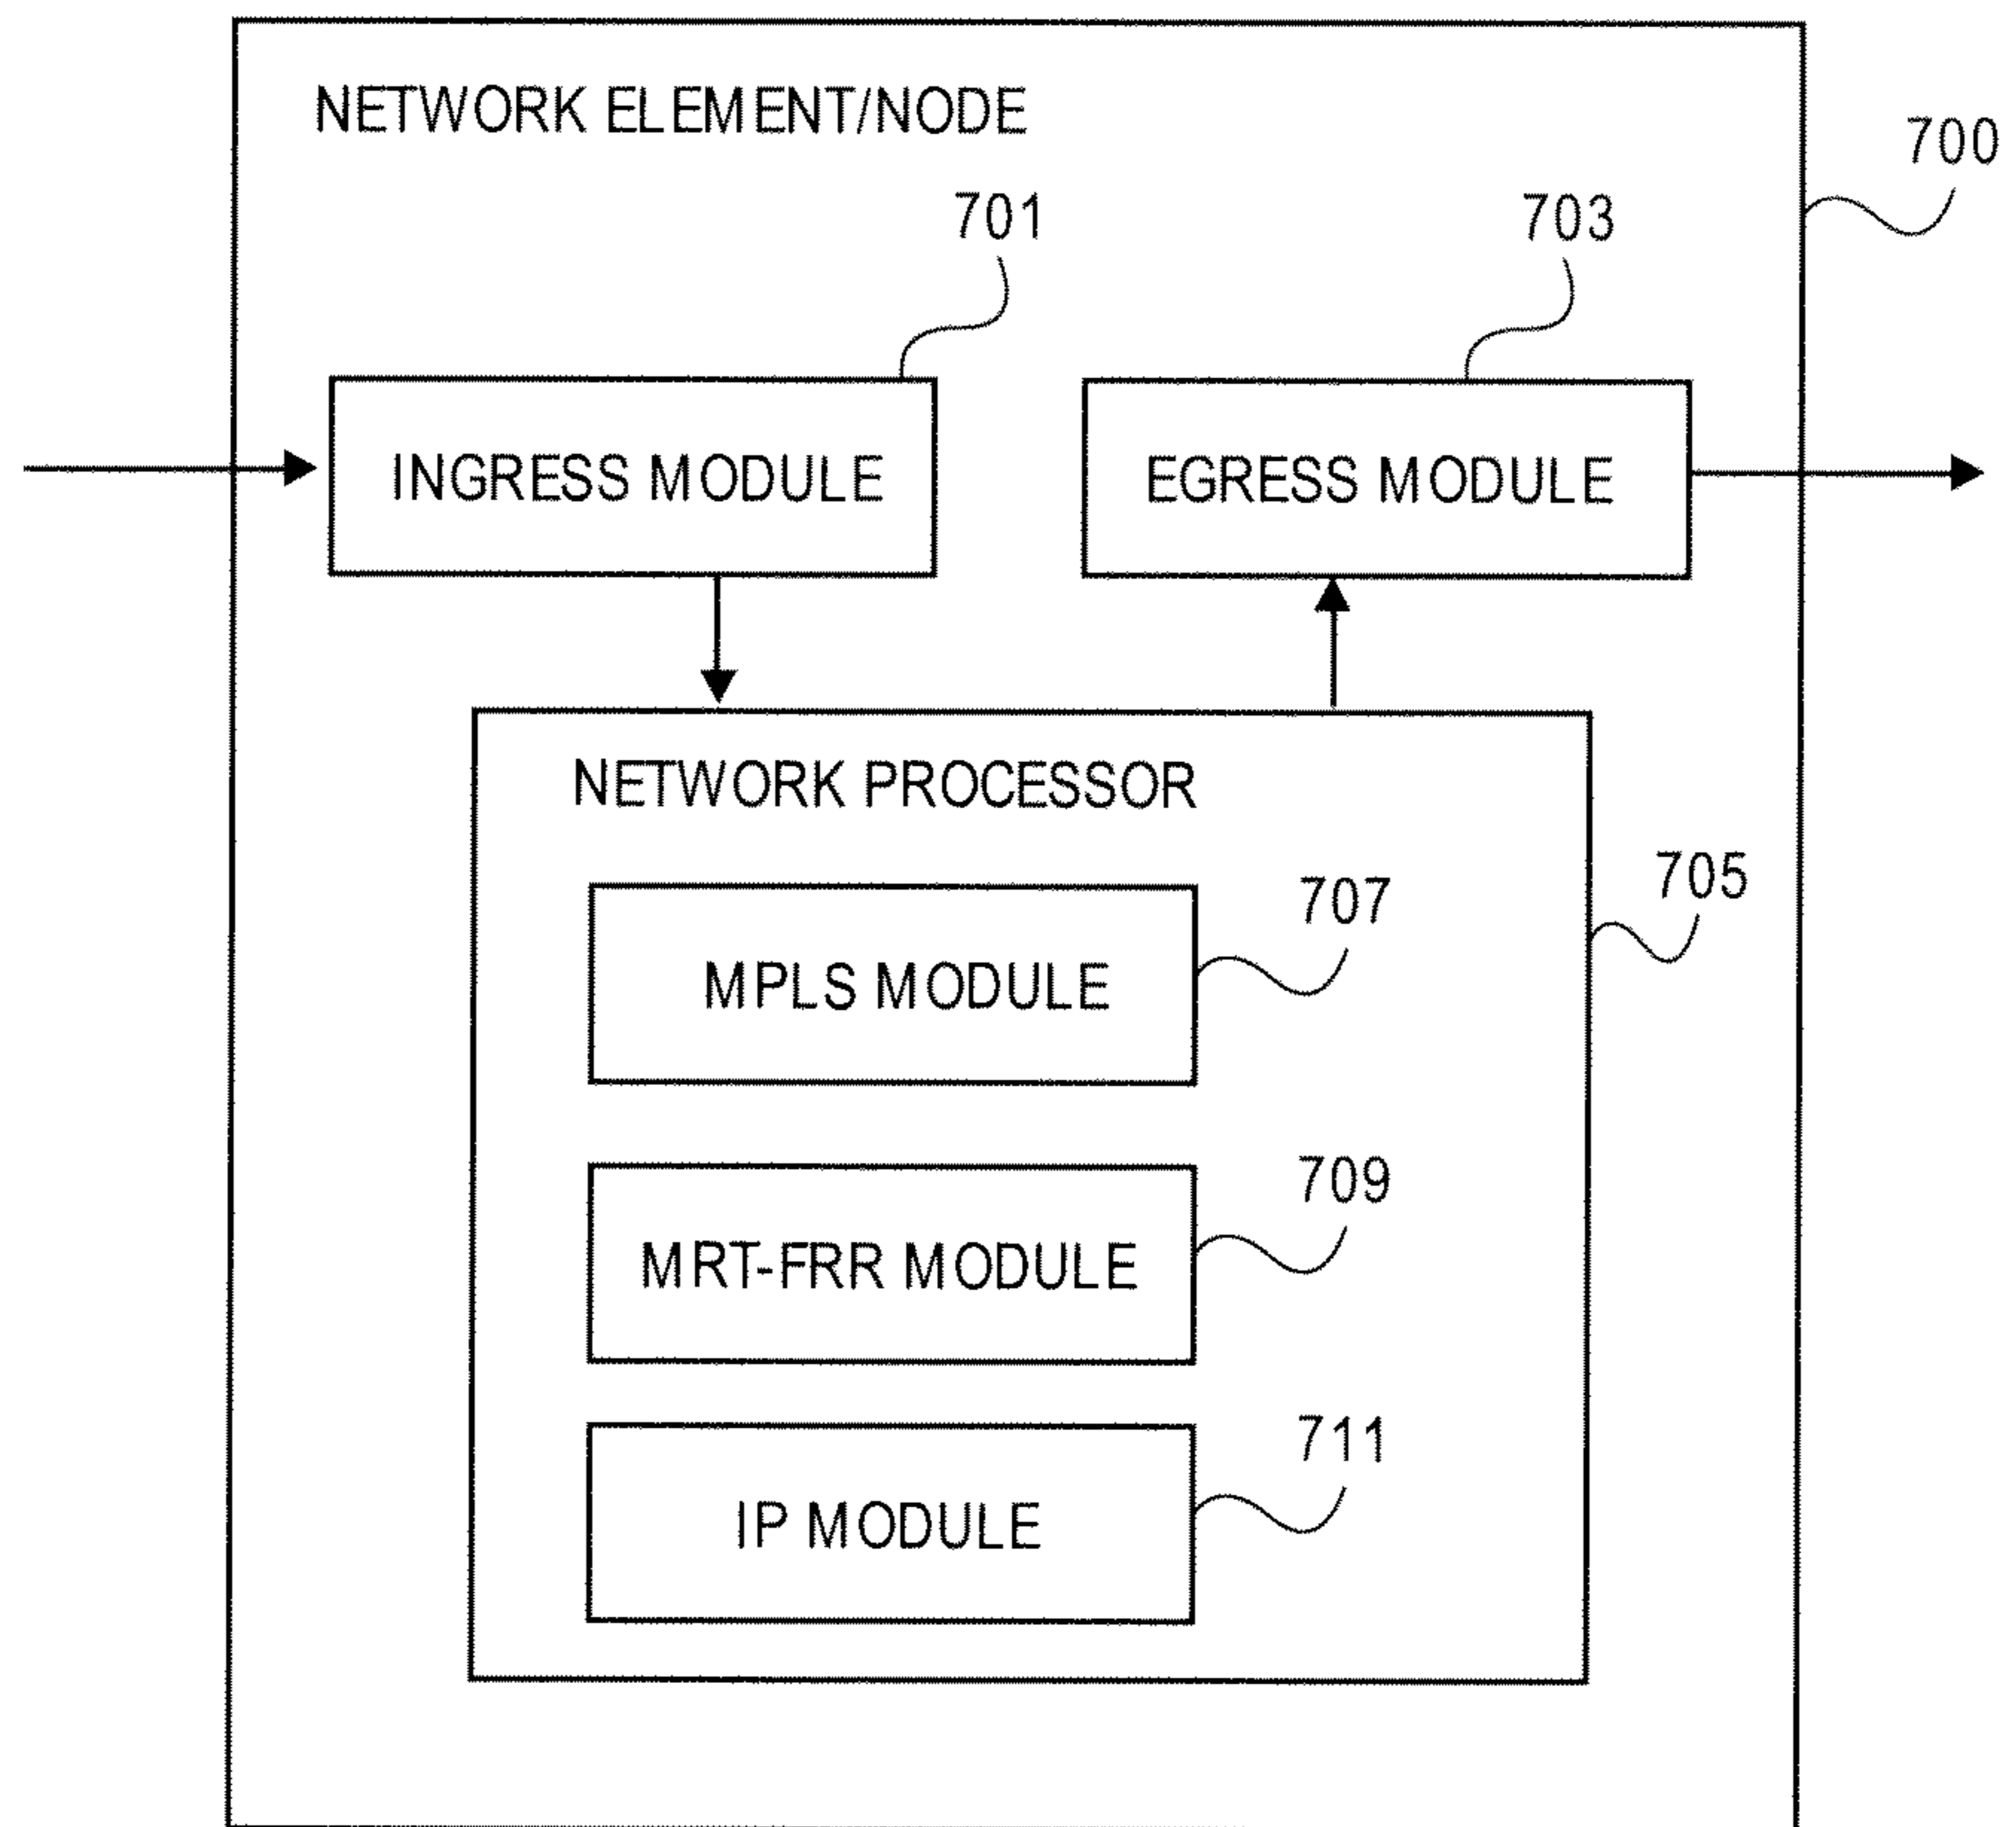 NETWORK ELEMENT/NODE
700
701
703
INGRESS MODULE
EGRESS MODULE
NETWORK PROCESSOR
705
707
MPLS MODULE
709
MRT-FRR MODULE
711
IP MODULE